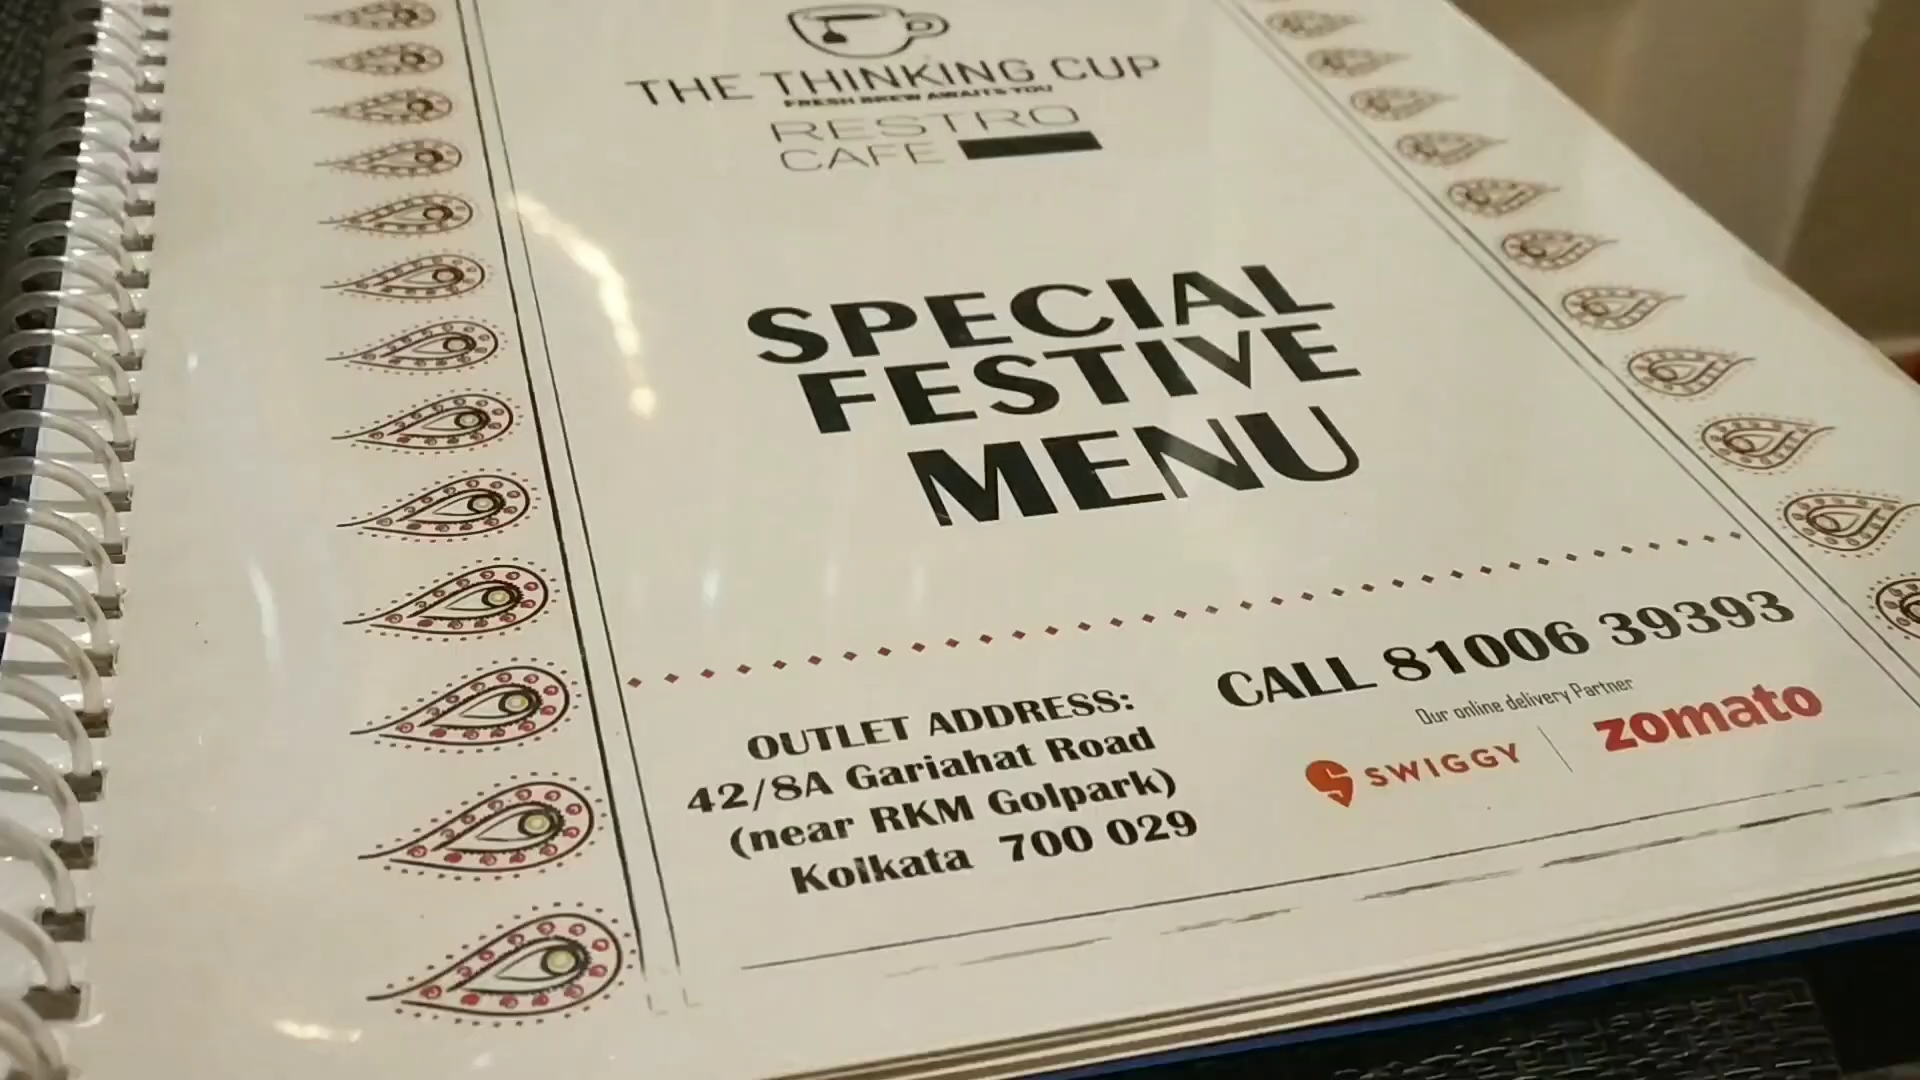 THE THINKING CUP
FRESH BREW AWAITS YOU
RESTRO
CAFE
SPECIAL
FESTIVE
MENU
OUTLET ADDRESS:
42/8A Gariahat Road
(near RKM Golpark)
Kolkata 700 029
CALL 81006 39393
Our online delivery Partner
SWIGGY
zomato